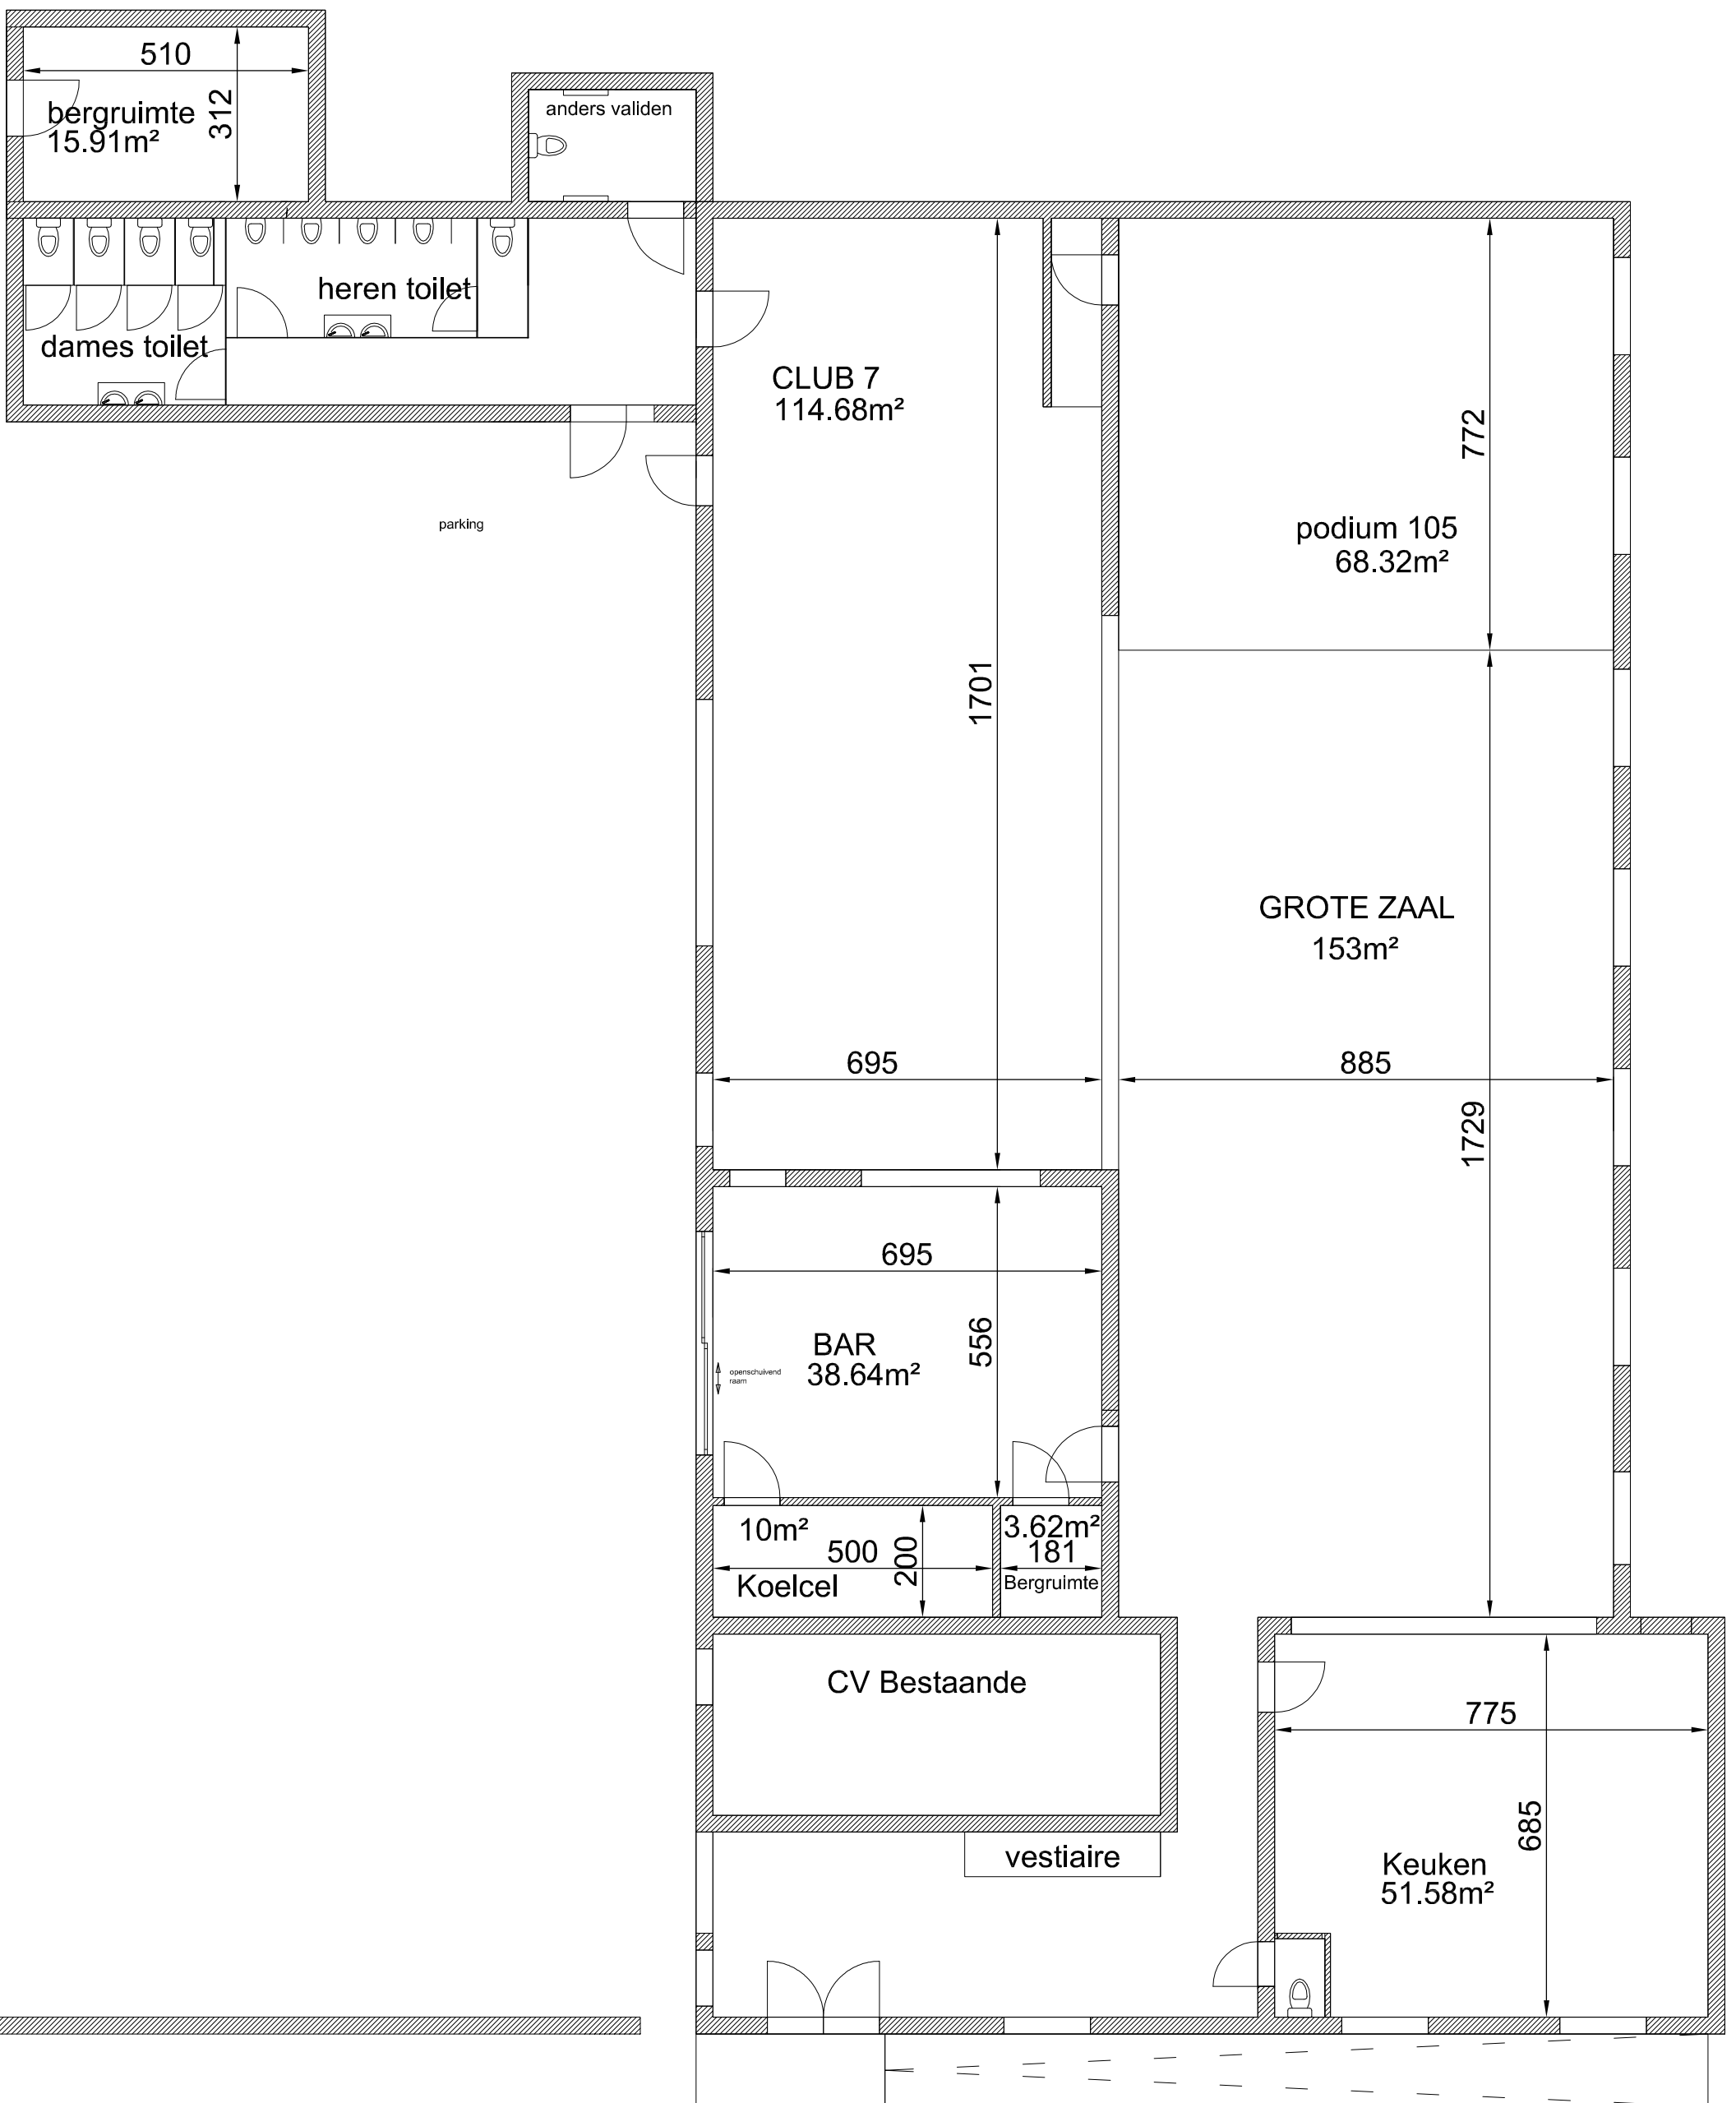 510
312
bergruimte
15.91m²
anders validen
heren toilet
dames toilet
CLUB 7
114.68m²
772
parking
podium 105
68.32m²
1701
GROTE ZAAL
153m²
695
885
1729
695
556
BAR
38.64m²
openschuivend
raam
10m²
500
200
Koelcel
3.62m²
181
Bergruimte
CV Bestaande
775
685
vestiaire
Keuken
51.58m²